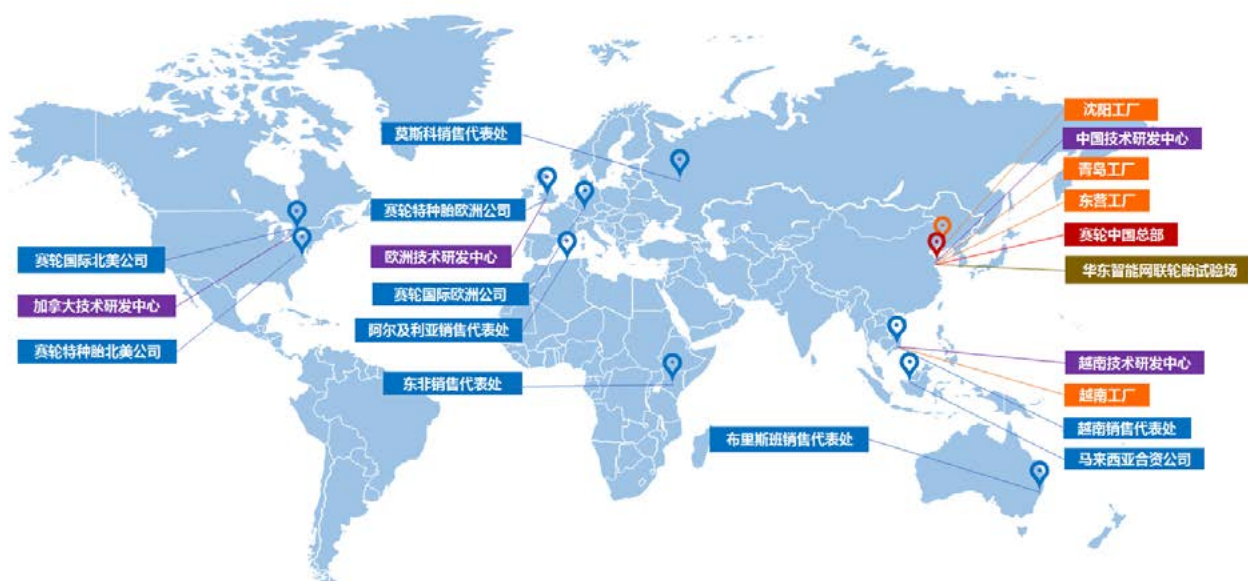 莫斯科销售代表处
赛轮特种胎欧洲公司
欧洲技术研发中心
赛轮国际欧洲公司
阿尔及利亚销售代表处
东非销售代表处
赛轮国际北美公司
加拿大技术研发中心
赛轮特种胎北美公司
布里斯班销售代表处
沈阳工厂
中国技术研发中心
青岛工厂
东营工厂
赛轮中国总部
华东智能网联轮胎试验场
越南技术研发中心
越南工厂
越南销售代表处
马来西亚合资公司